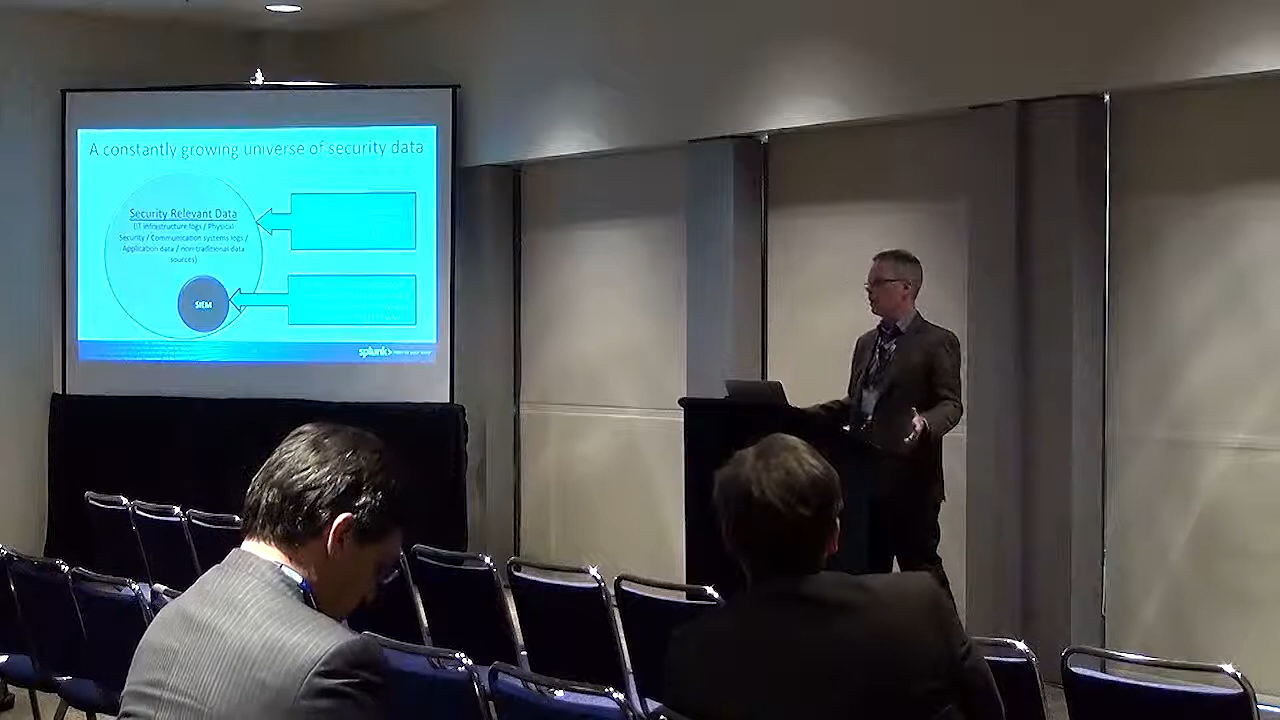 A constantly growing universe of security data
Security Relevant Data
(IT infrastructure logs / Physical
Security / Communication systems logs /
Application data / non-traditional data
sources)
SIEM
splunk>